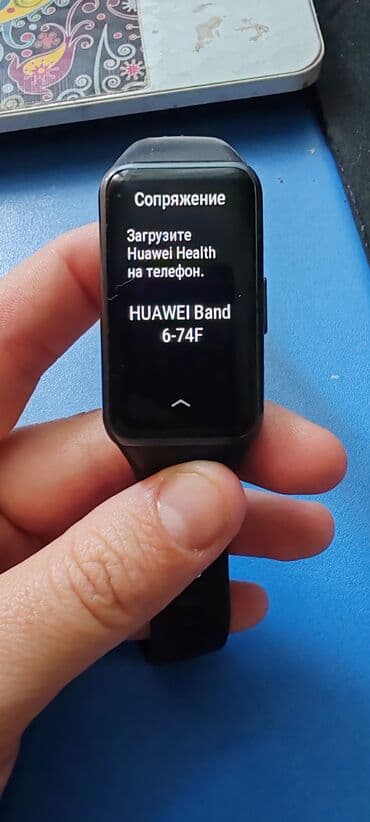 Сопряжение
Загрузите
Huawei Health
на телефон.
HUAWEI Band
6-74F